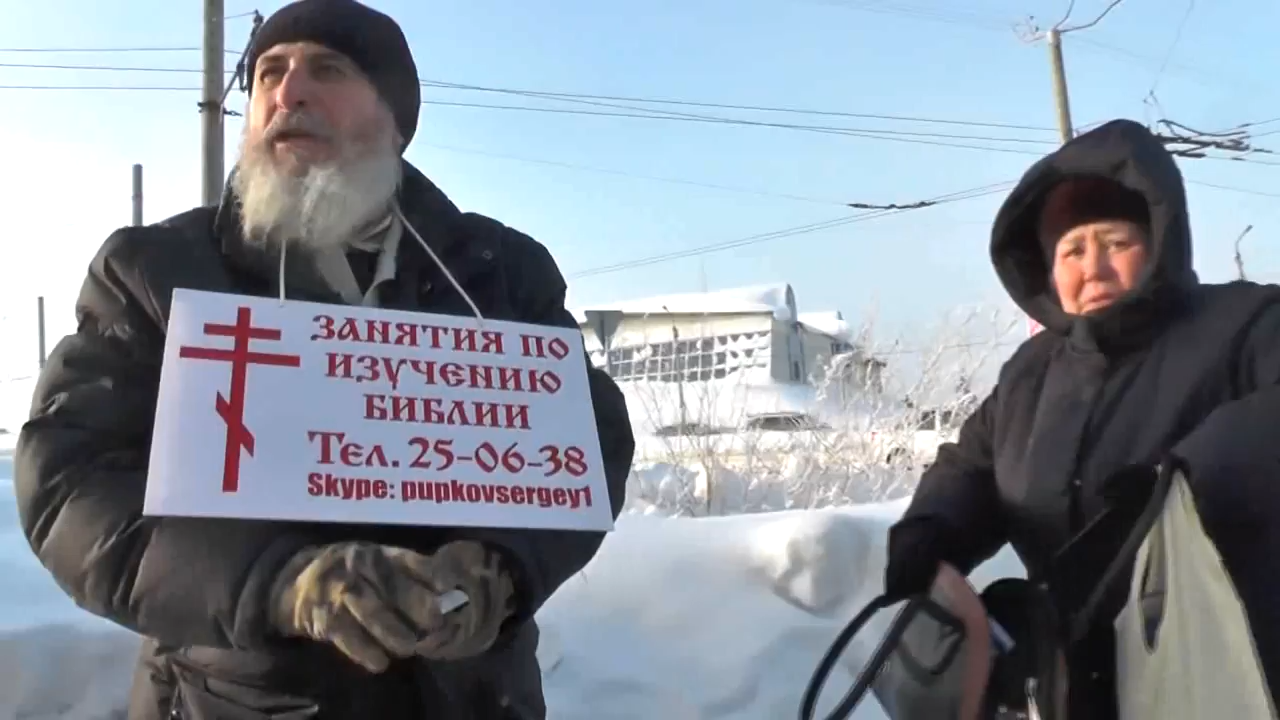 ЗАНЯТИЯ ПО
ИЗУЧЕНИЮ
БИБЛИИ
Тел. 25-06-38
Skype: pupkovsergey1